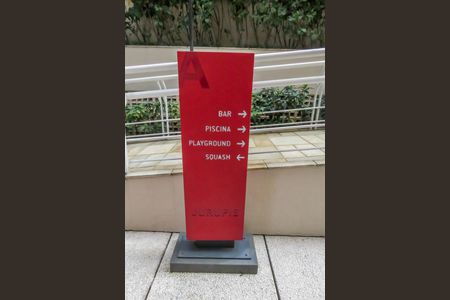 A
BAR →
PISCINA →
PLAYGROUND →
SQUASH ←
JURUPIS